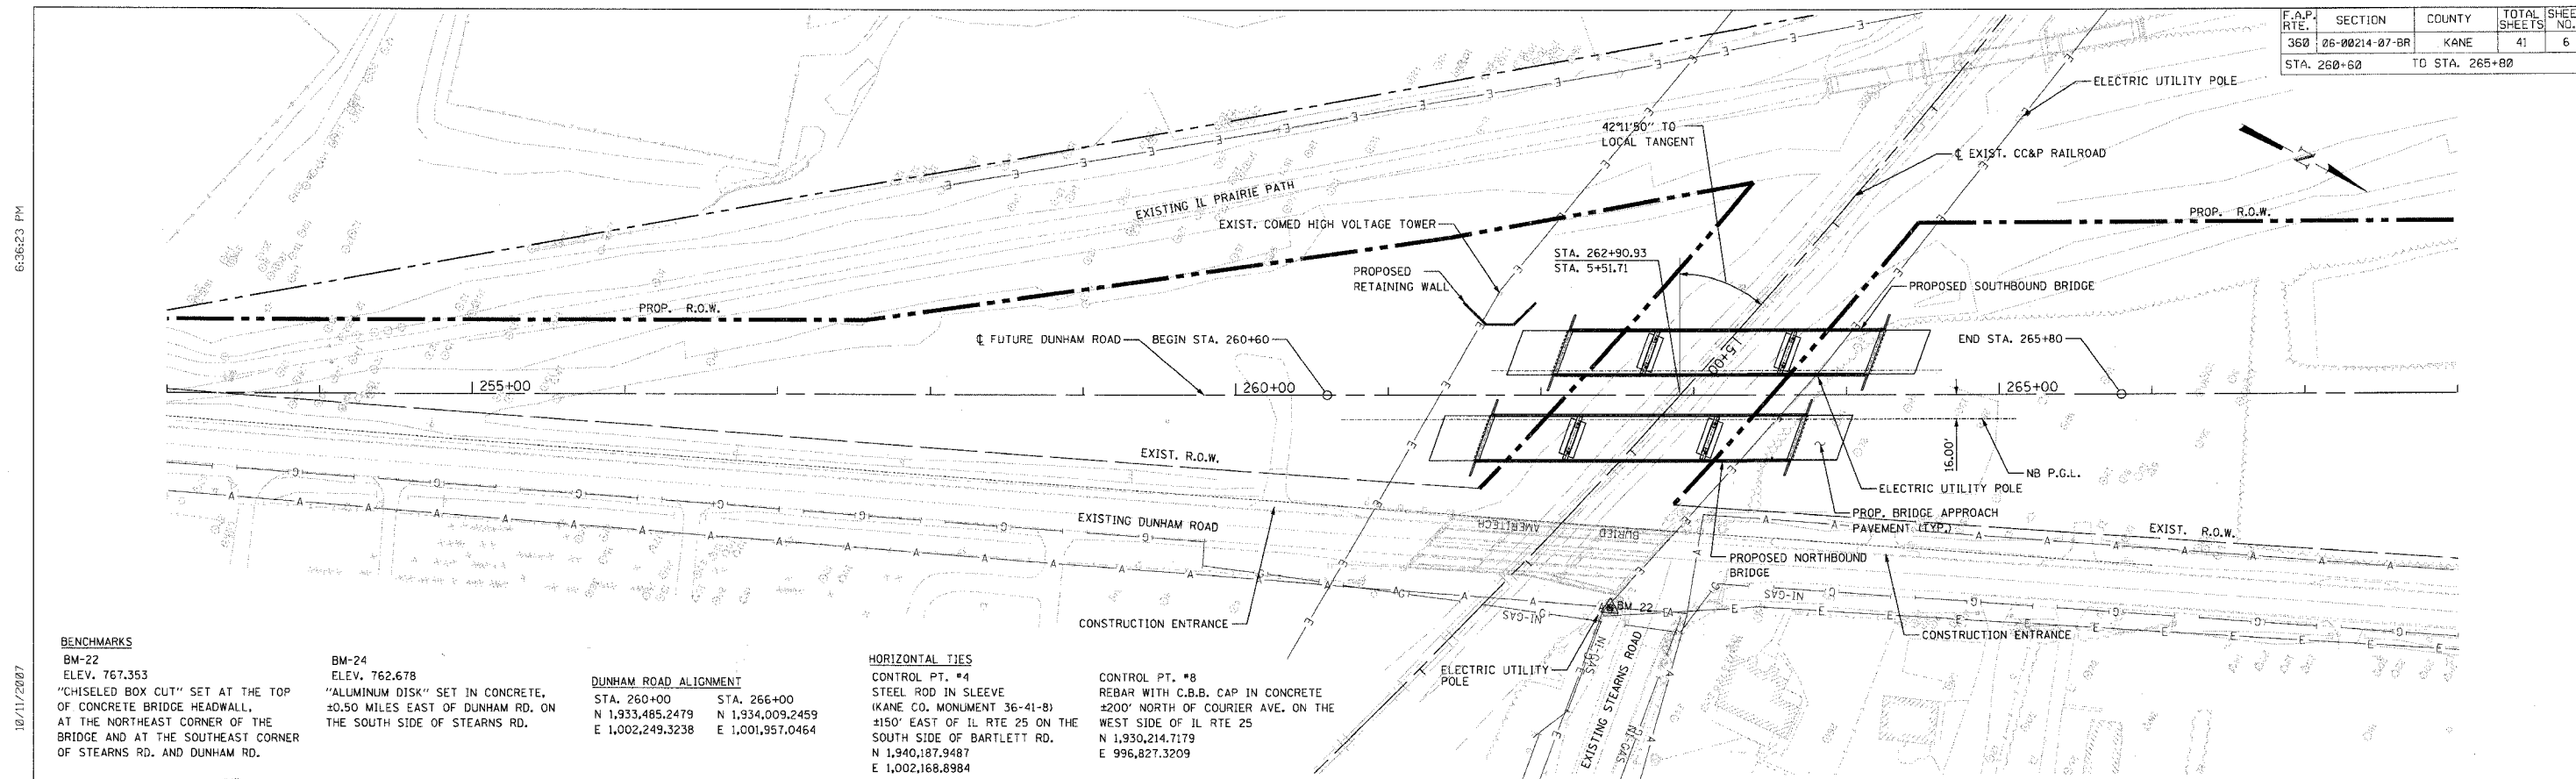 F.A.P. RTE. SECTION COUNTY TOTAL SHEETS SHEE NO.
360 06-00214-07-BR KANE 41 6
STA. 260+60 TO STA. 265+80
6:36:23 PM
10/11/2007
ELECTRIC UTILITY POLE
42°11'50" TO
LOCAL TANGENT
℄ EXIST. CC&P RAILROAD
N
EXISTING IL PRAIRIE PATH
EXIST. COMED HIGH VOLTAGE TOWER
PROP. R.O.W.
STA. 262+90.93
STA. 5+51.71
PROPOSED
RETAINING WALL
PROPOSED SOUTHBOUND BRIDGE
PROP. R.O.W.
℄ FUTURE DUNHAM ROAD
BEGIN STA. 260+60
END STA. 265+80
15+00
255+00
260+00
265+00
16.00'
NB P.G.L.
EXIST. R.O.W.
ELECTRIC UTILITY POLE
PROP. BRIDGE APPROACH
PAVEMENT (TYP.)
EXISTING DUNHAM ROAD
AMERITECH
BURIED
EXIST. R.O.W.
PROPOSED NORTHBOUND
BRIDGE
NI-GAS
BM 22
NI-GAS
CONSTRUCTION ENTRANCE
CONSTRUCTION ENTRANCE
NI-GAS
EXISTING STEARNS ROAD
NI-GAS
ELECTRIC UTILITY
POLE
BENCHMARKS
BM-22
ELEV. 767.353
"CHISELED BOX CUT" SET AT THE TOP
OF CONCRETE BRIDGE HEADWALL,
AT THE NORTHEAST CORNER OF THE
BRIDGE AND AT THE SOUTHEAST CORNER
OF STEARNS RD. AND DUNHAM RD.
BM-24
ELEV. 762.678
"ALUMINUM DISK" SET IN CONCRETE,
±0.50 MILES EAST OF DUNHAM RD. ON
THE SOUTH SIDE OF STEARNS RD.
DUNHAM ROAD ALIGNMENT
STA. 260+00 STA. 266+00
N 1,933,485.2479 N 1,934,009.2459
E 1,002,249.3238 E 1,001,957.0464
HORIZONTAL TIES
CONTROL PT. #4
STEEL ROD IN SLEEVE
(KANE CO. MONUMENT 36-41-8)
±150' EAST OF IL RTE 25 ON THE
SOUTH SIDE OF BARTLETT RD.
N 1,940,187.9487
E 1,002,168.8984
CONTROL PT. #8
REBAR WITH C.B.B. CAP IN CONCRETE
±200' NORTH OF COURIER AVE. ON THE
WEST SIDE OF IL RTE 25
N 1,930,214.7179
E 996,827.3209